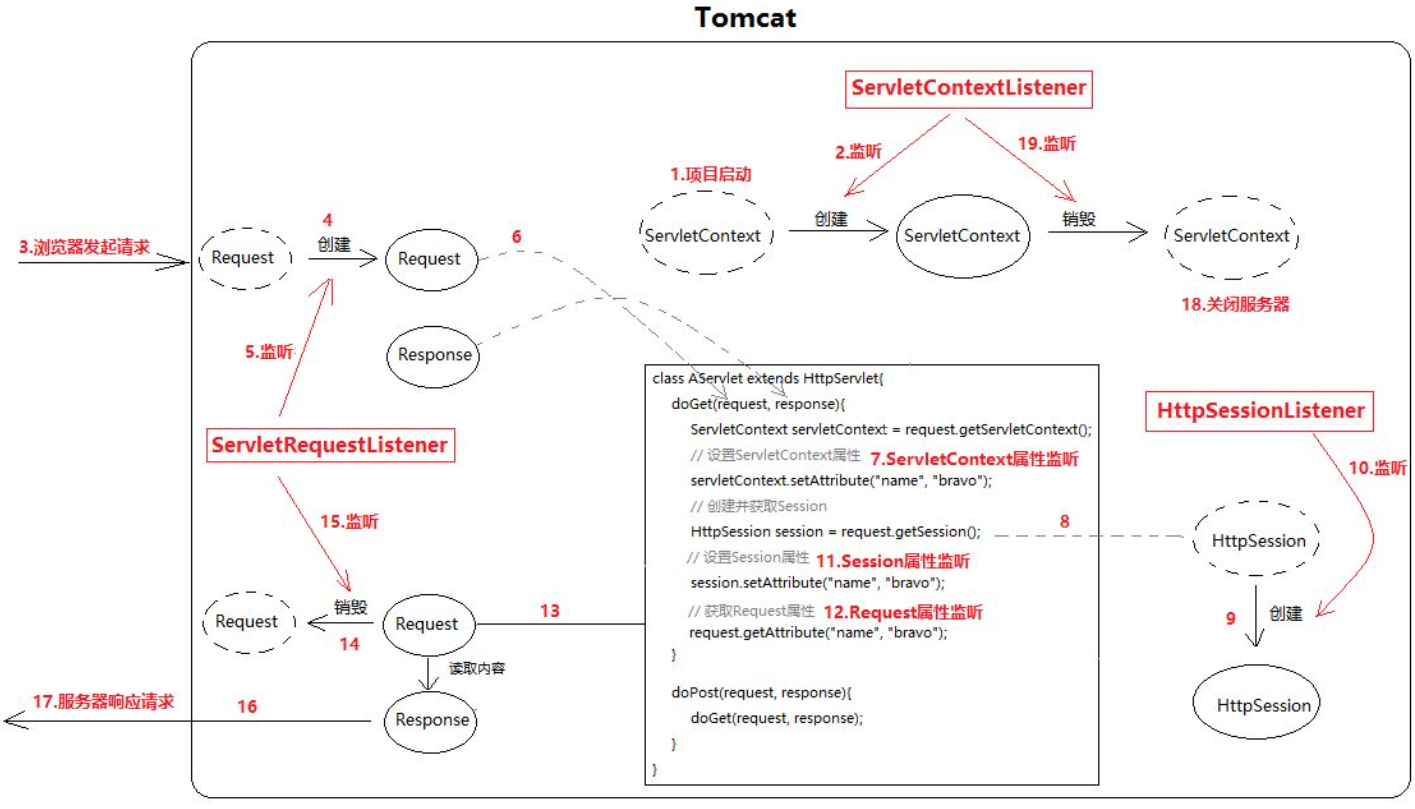 Tomcat
ServletContextListener
2.监听
19.监听
1.项目启动
ServletContext
创建
ServletContext
销毁
ServletContext
18.关闭服务器
3.浏览器发起请求
Request
4
创建
Request
6
Response
5.监听
ServletRequestListener
15.监听
class AServlet extends HttpServlet{
doGet(request, response){
ServletContext servletContext = request.getServletContext();
// 设置ServletContext属性 7.ServletContext属性监听
servletContext.setAttribute("name", "bravo");
// 创建并获取Session
HttpSession session = request.getSession();
// 设置Session属性 11.Session属性监听
session.setAttribute("name", "bravo");
// 获取Request属性 12.Request属性监听
request.getAttribute("name", "bravo");
}
doPost(request, response){
doGet(request, response);
}
}
HttpSessionListener
10.监听
8
HttpSession
9
创建
HttpSession
13
Request
销毁
14
Request
读取内容
Response
16
17.服务器响应请求